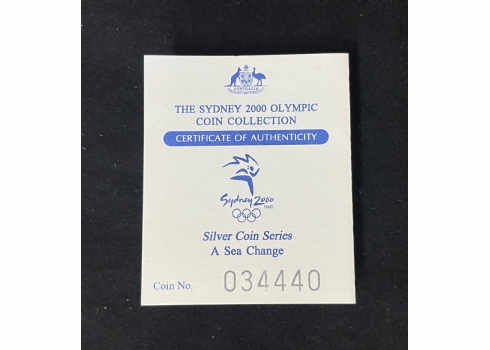 AUSTRALIA
THE SYDNEY 2000 OLYMPIC
COIN COLLECTION
CERTIFICATE OF AUTHENTICITY
Sydney 2000
Silver Coin Series
A Sea Change
Coin No. 034440